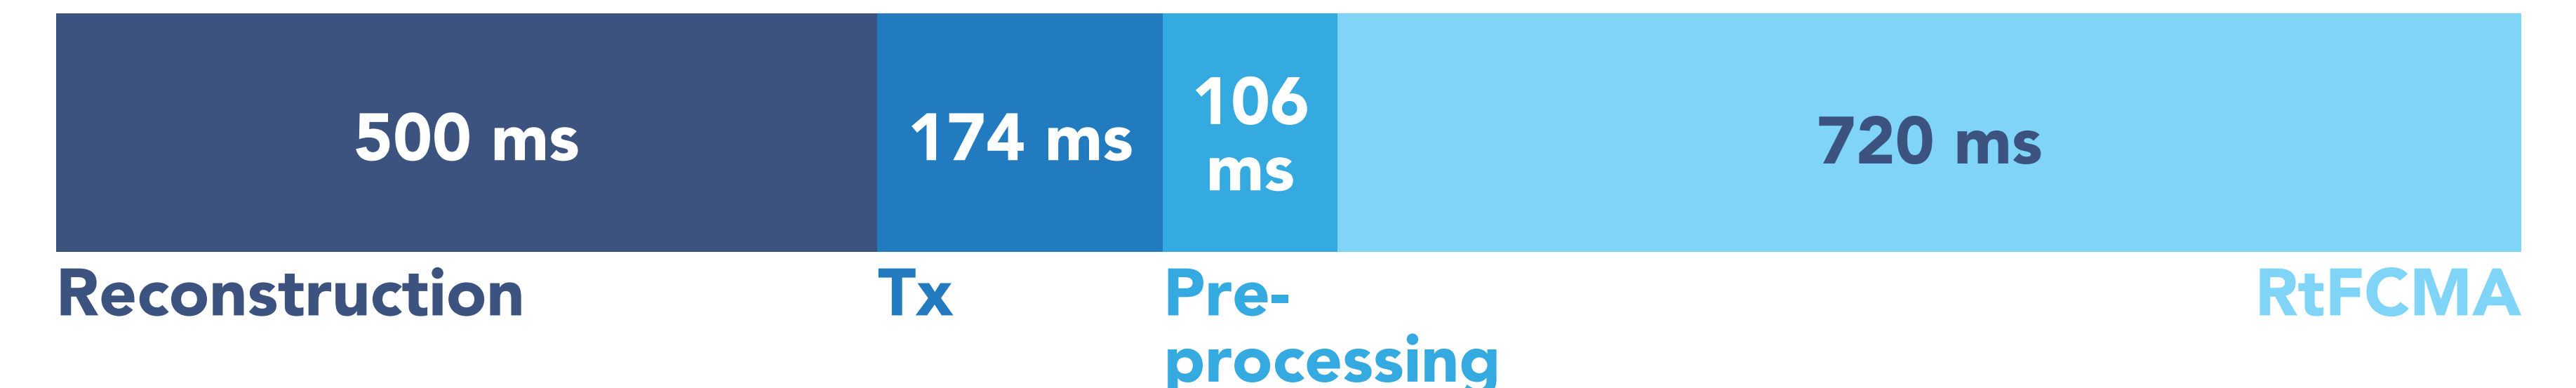 500 ms
174 ms
106
ms
720 ms
Reconstruction
Tx
Pre-
processing
RtFCMA